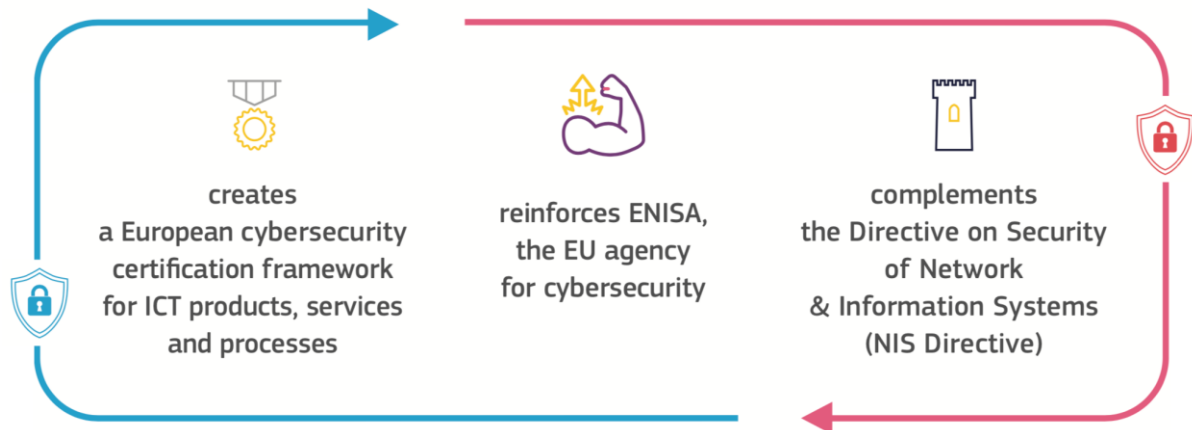 creates
a European cybersecurity
certification framework
for ICT products, services
and processes
reinforces ENISA,
the EU agency
for cybersecurity
complements
the Directive on Security
of Network
& Information Systems
(NIS Directive)